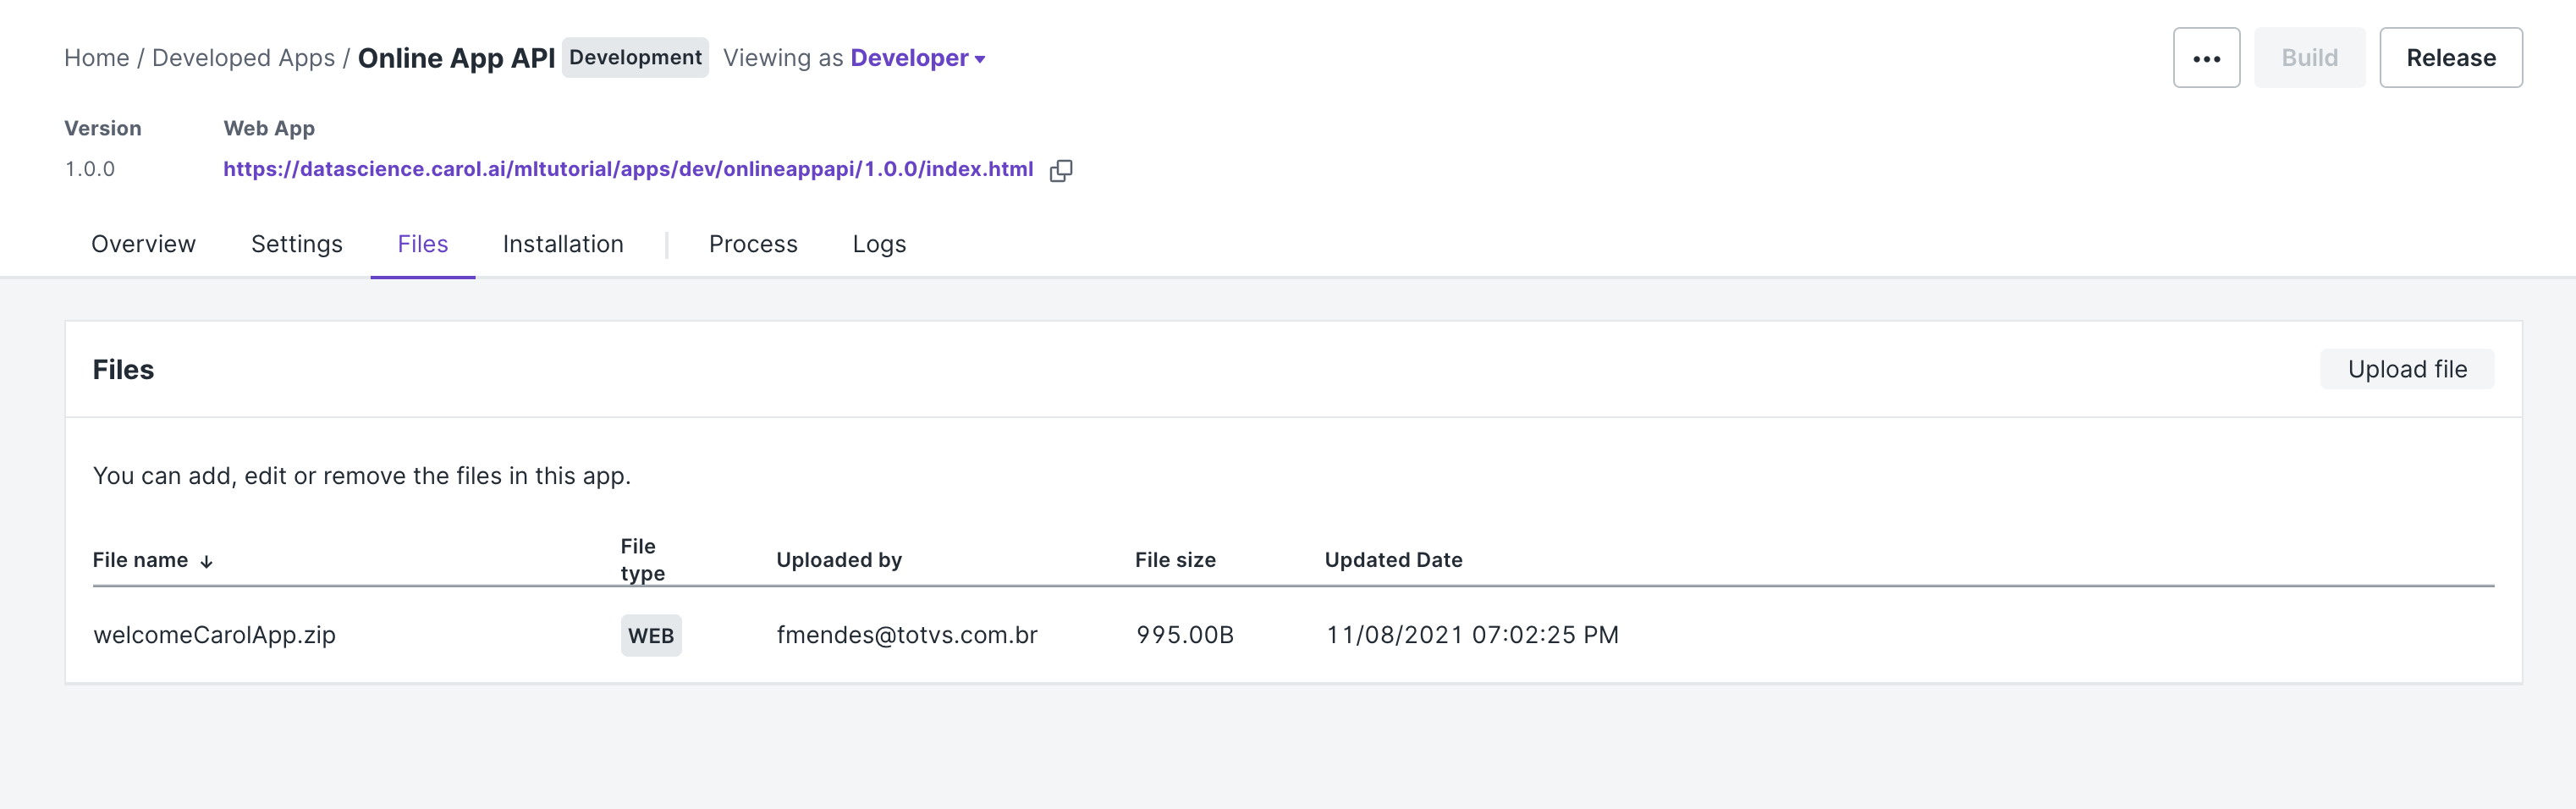 Home / Developed Apps / Online App API Development Viewing as Developer
... Build Release
Version Web App
1.0.0 https://datascience.carol.ai/mltutorial/apps/dev/onlineappapi/1.0.0/index.html
Overview Settings Files Installation Process Logs
Files Upload file
You can add, edit or remove the files in this app.
File name ↓ File type Uploaded by File size Updated Date
welcomeCarolApp.zip WEB fmendes@totvs.com.br 995.00B 11/08/2021 07:02:25 PM